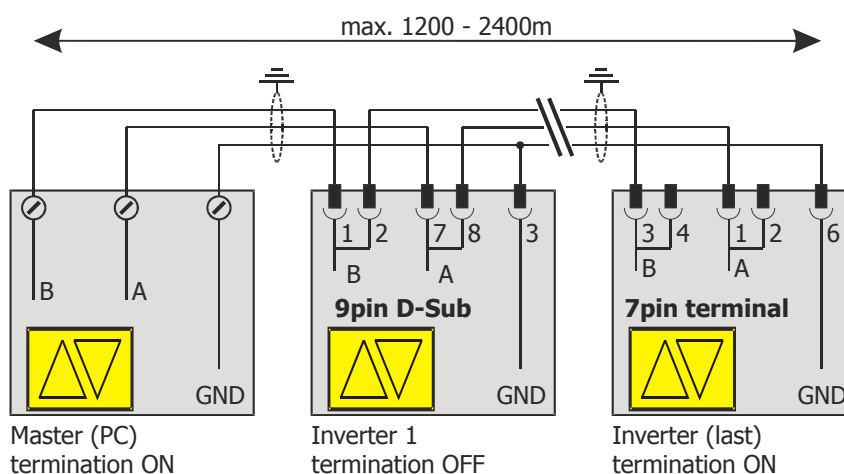 max. 1200 - 2400m
1 2 7 8 3 3 4 1 2 6
B A B A B A
9pin D-Sub 7pin terminal
GND GND GND
Master (PC) Inverter 1 Inverter (last)
termination ON termination OFF termination ON